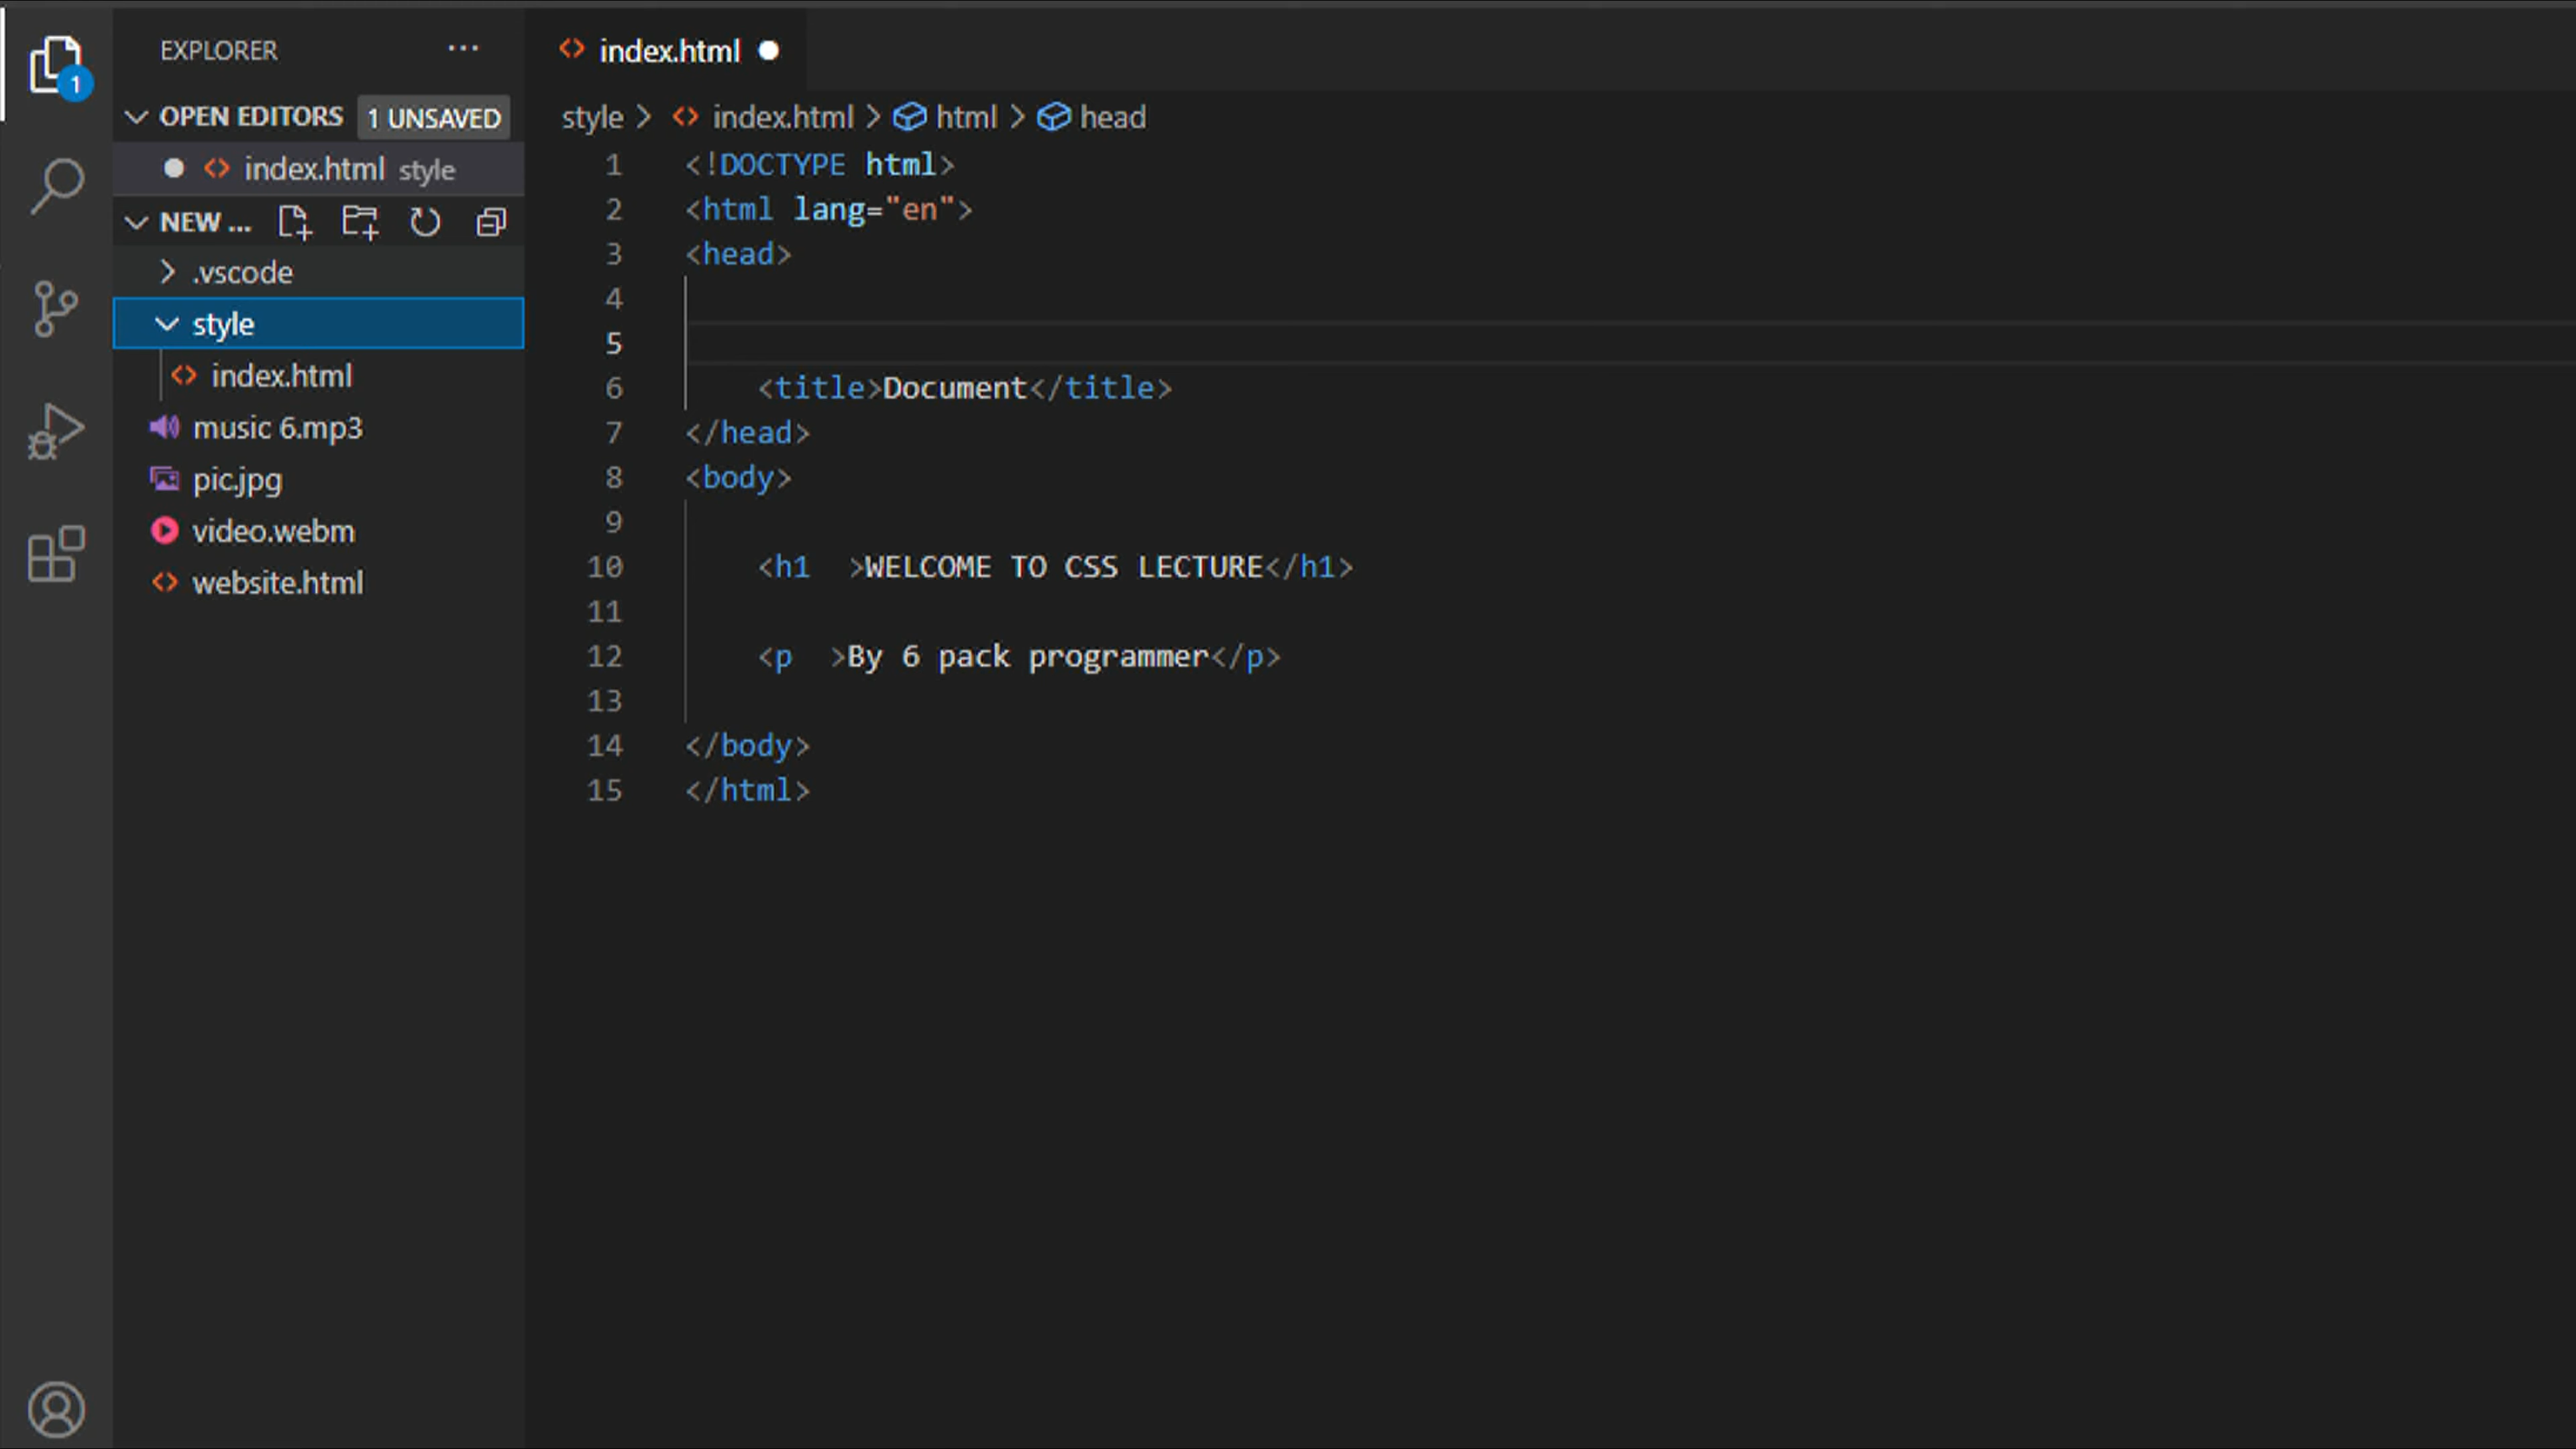 EXPLORER ...
1
OPEN EDITORS 1 UNSAVED
index.html style
NEW ...
.vscode
style
index.html
music 6.mp3
pic.jpg
video.webm
website.html
index.html
style > index.html > html > head
1 <!DOCTYPE html>
2 <html lang="en">
3 <head>
4
5
6 <title>Document</title>
7 </head>
8 <body>
9
10 <h1  >WELCOME TO CSS LECTURE</h1>
11
12 <p  >By 6 pack programmer</p>
13
14 </body>
15 </html>